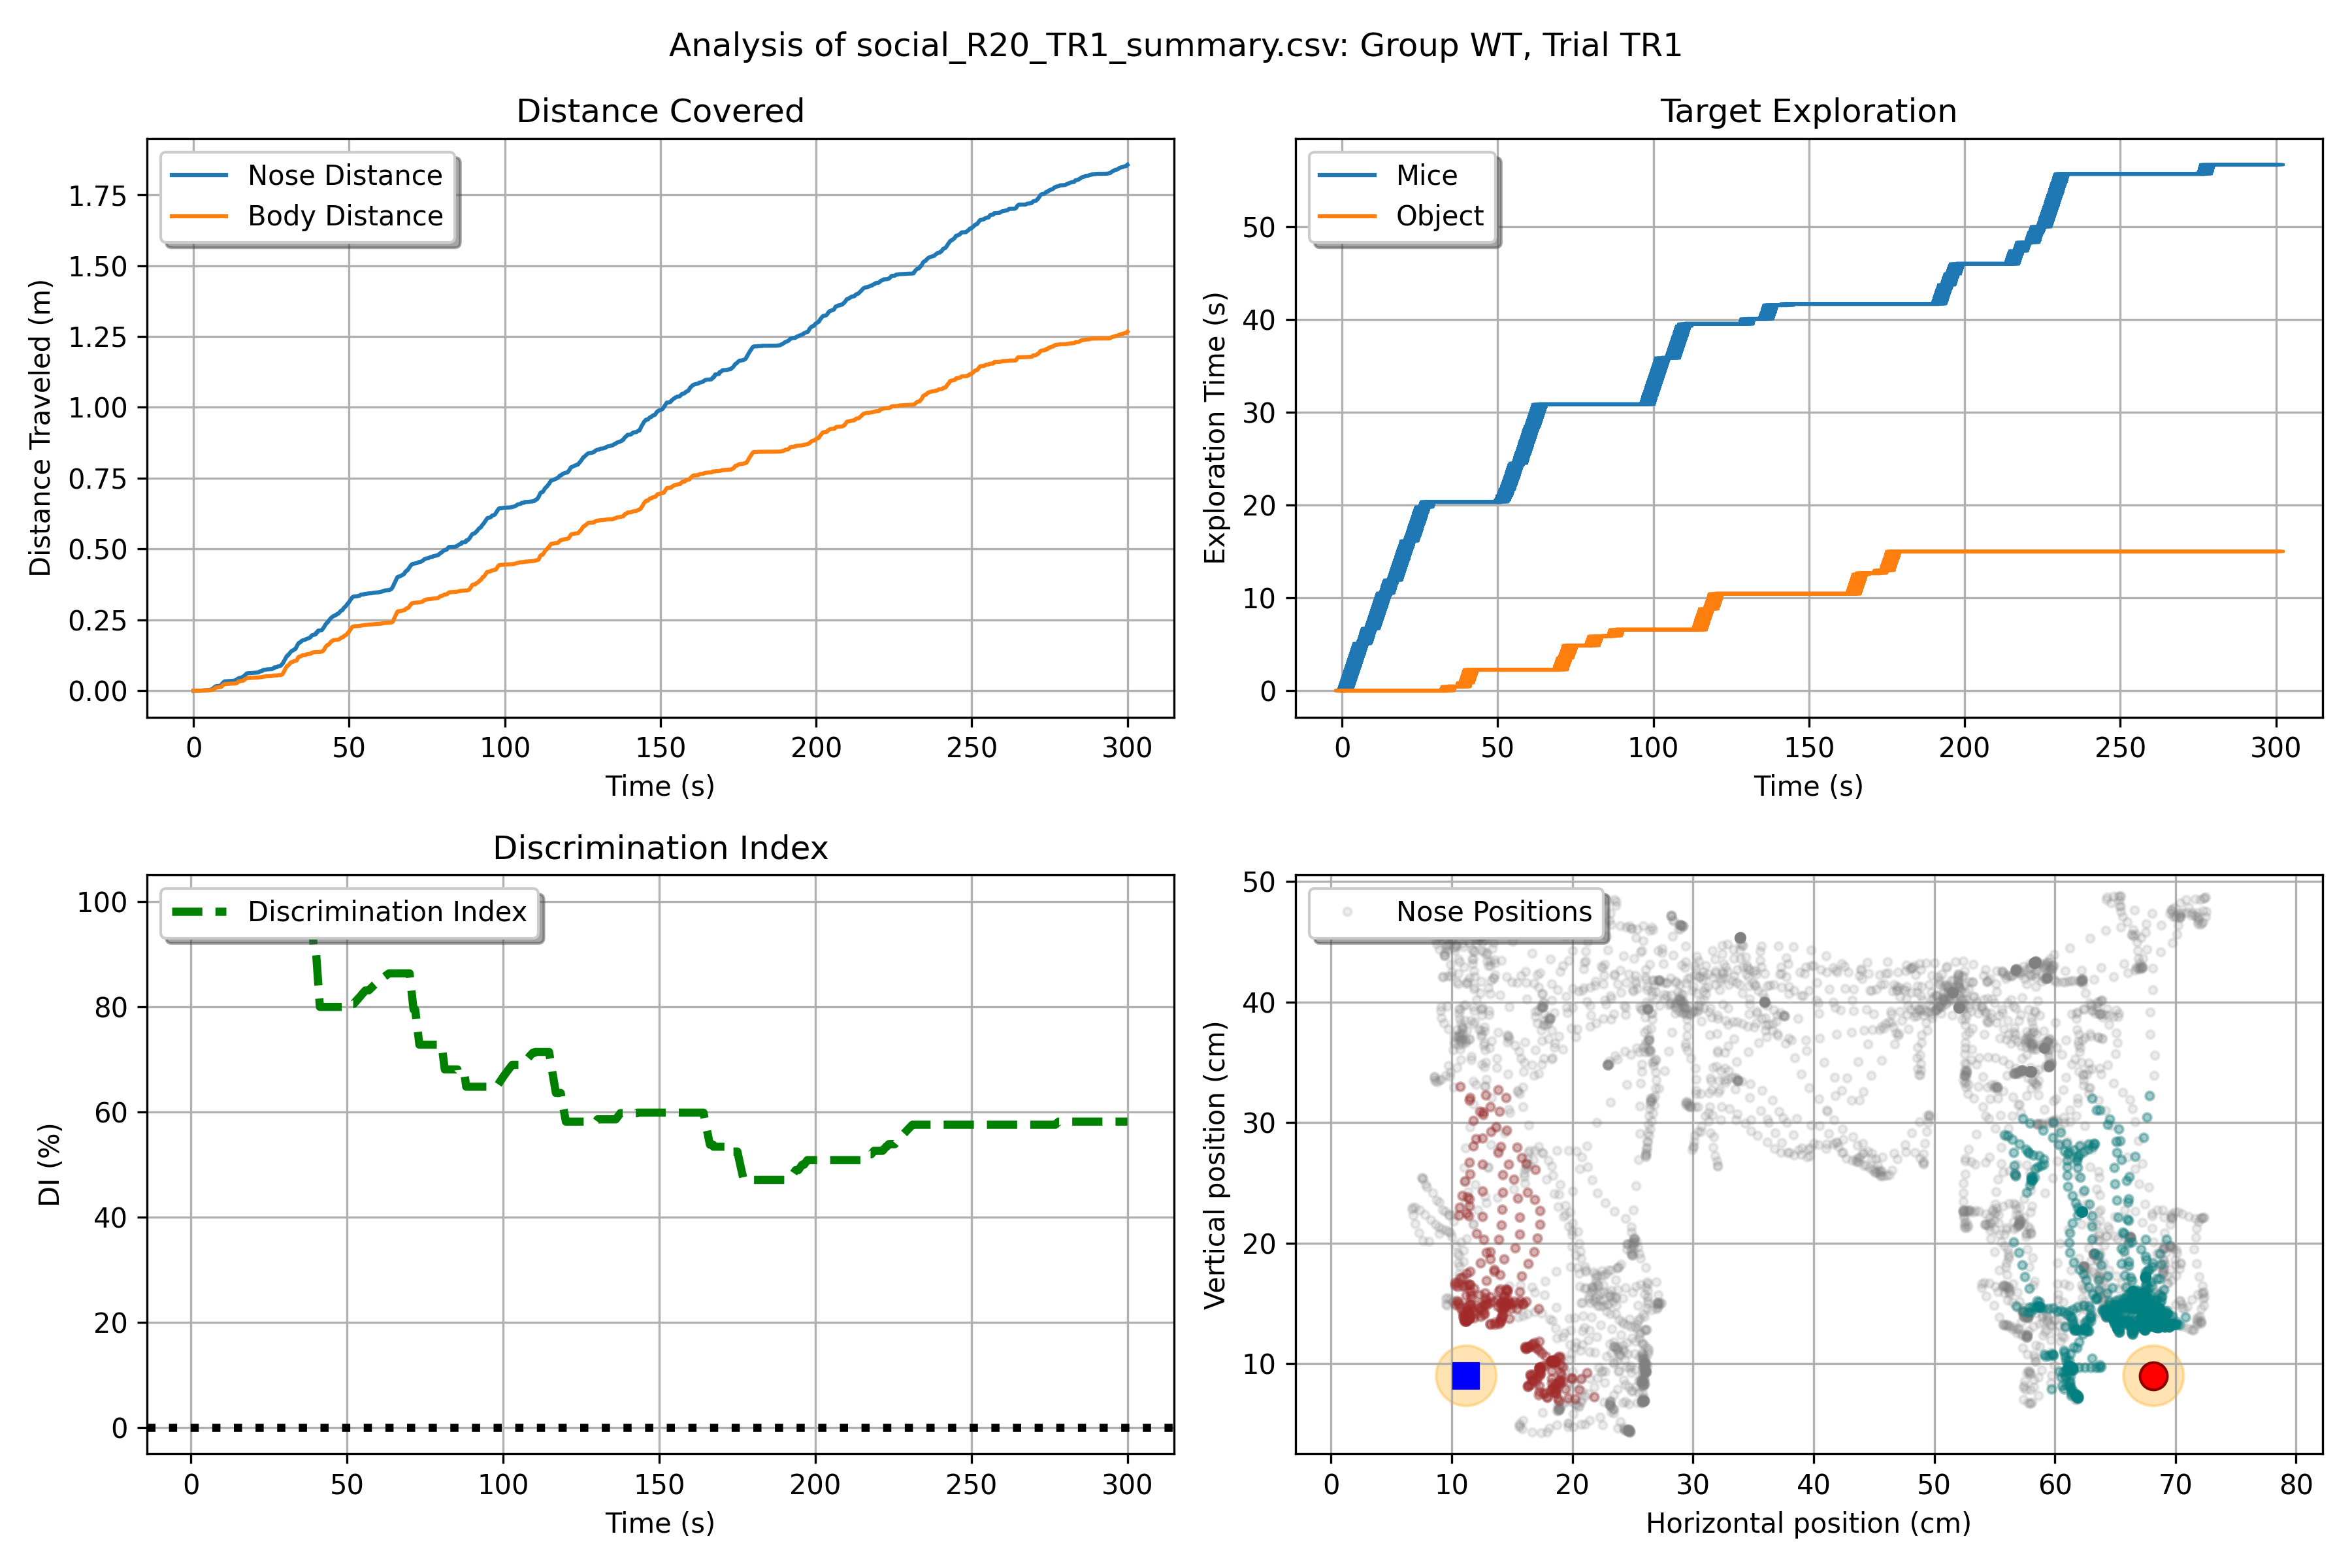 Analysis of social_R20_TR1_summary.csv: Group WT, Trial TR1
Distance Covered
Nose Distance
Body Distance
Distance Traveled (m)
1.75
1.50
1.25
1.00
0.75
0.50
0.25
0.00
0 50 100 150 200 250 300
Time (s)
Target Exploration
Mice
Object
Exploration Time (s)
50
40
30
20
10
0
0 50 100 150 200 250 300
Time (s)
Discrimination Index
Discrimination Index
DI (%)
100
80
60
40
20
0
0 50 100 150 200 250 300
Time (s)
Nose Positions
Vertical position (cm)
50
40
30
20
10
0 10 20 30 40 50 60 70 80
Horizontal position (cm)